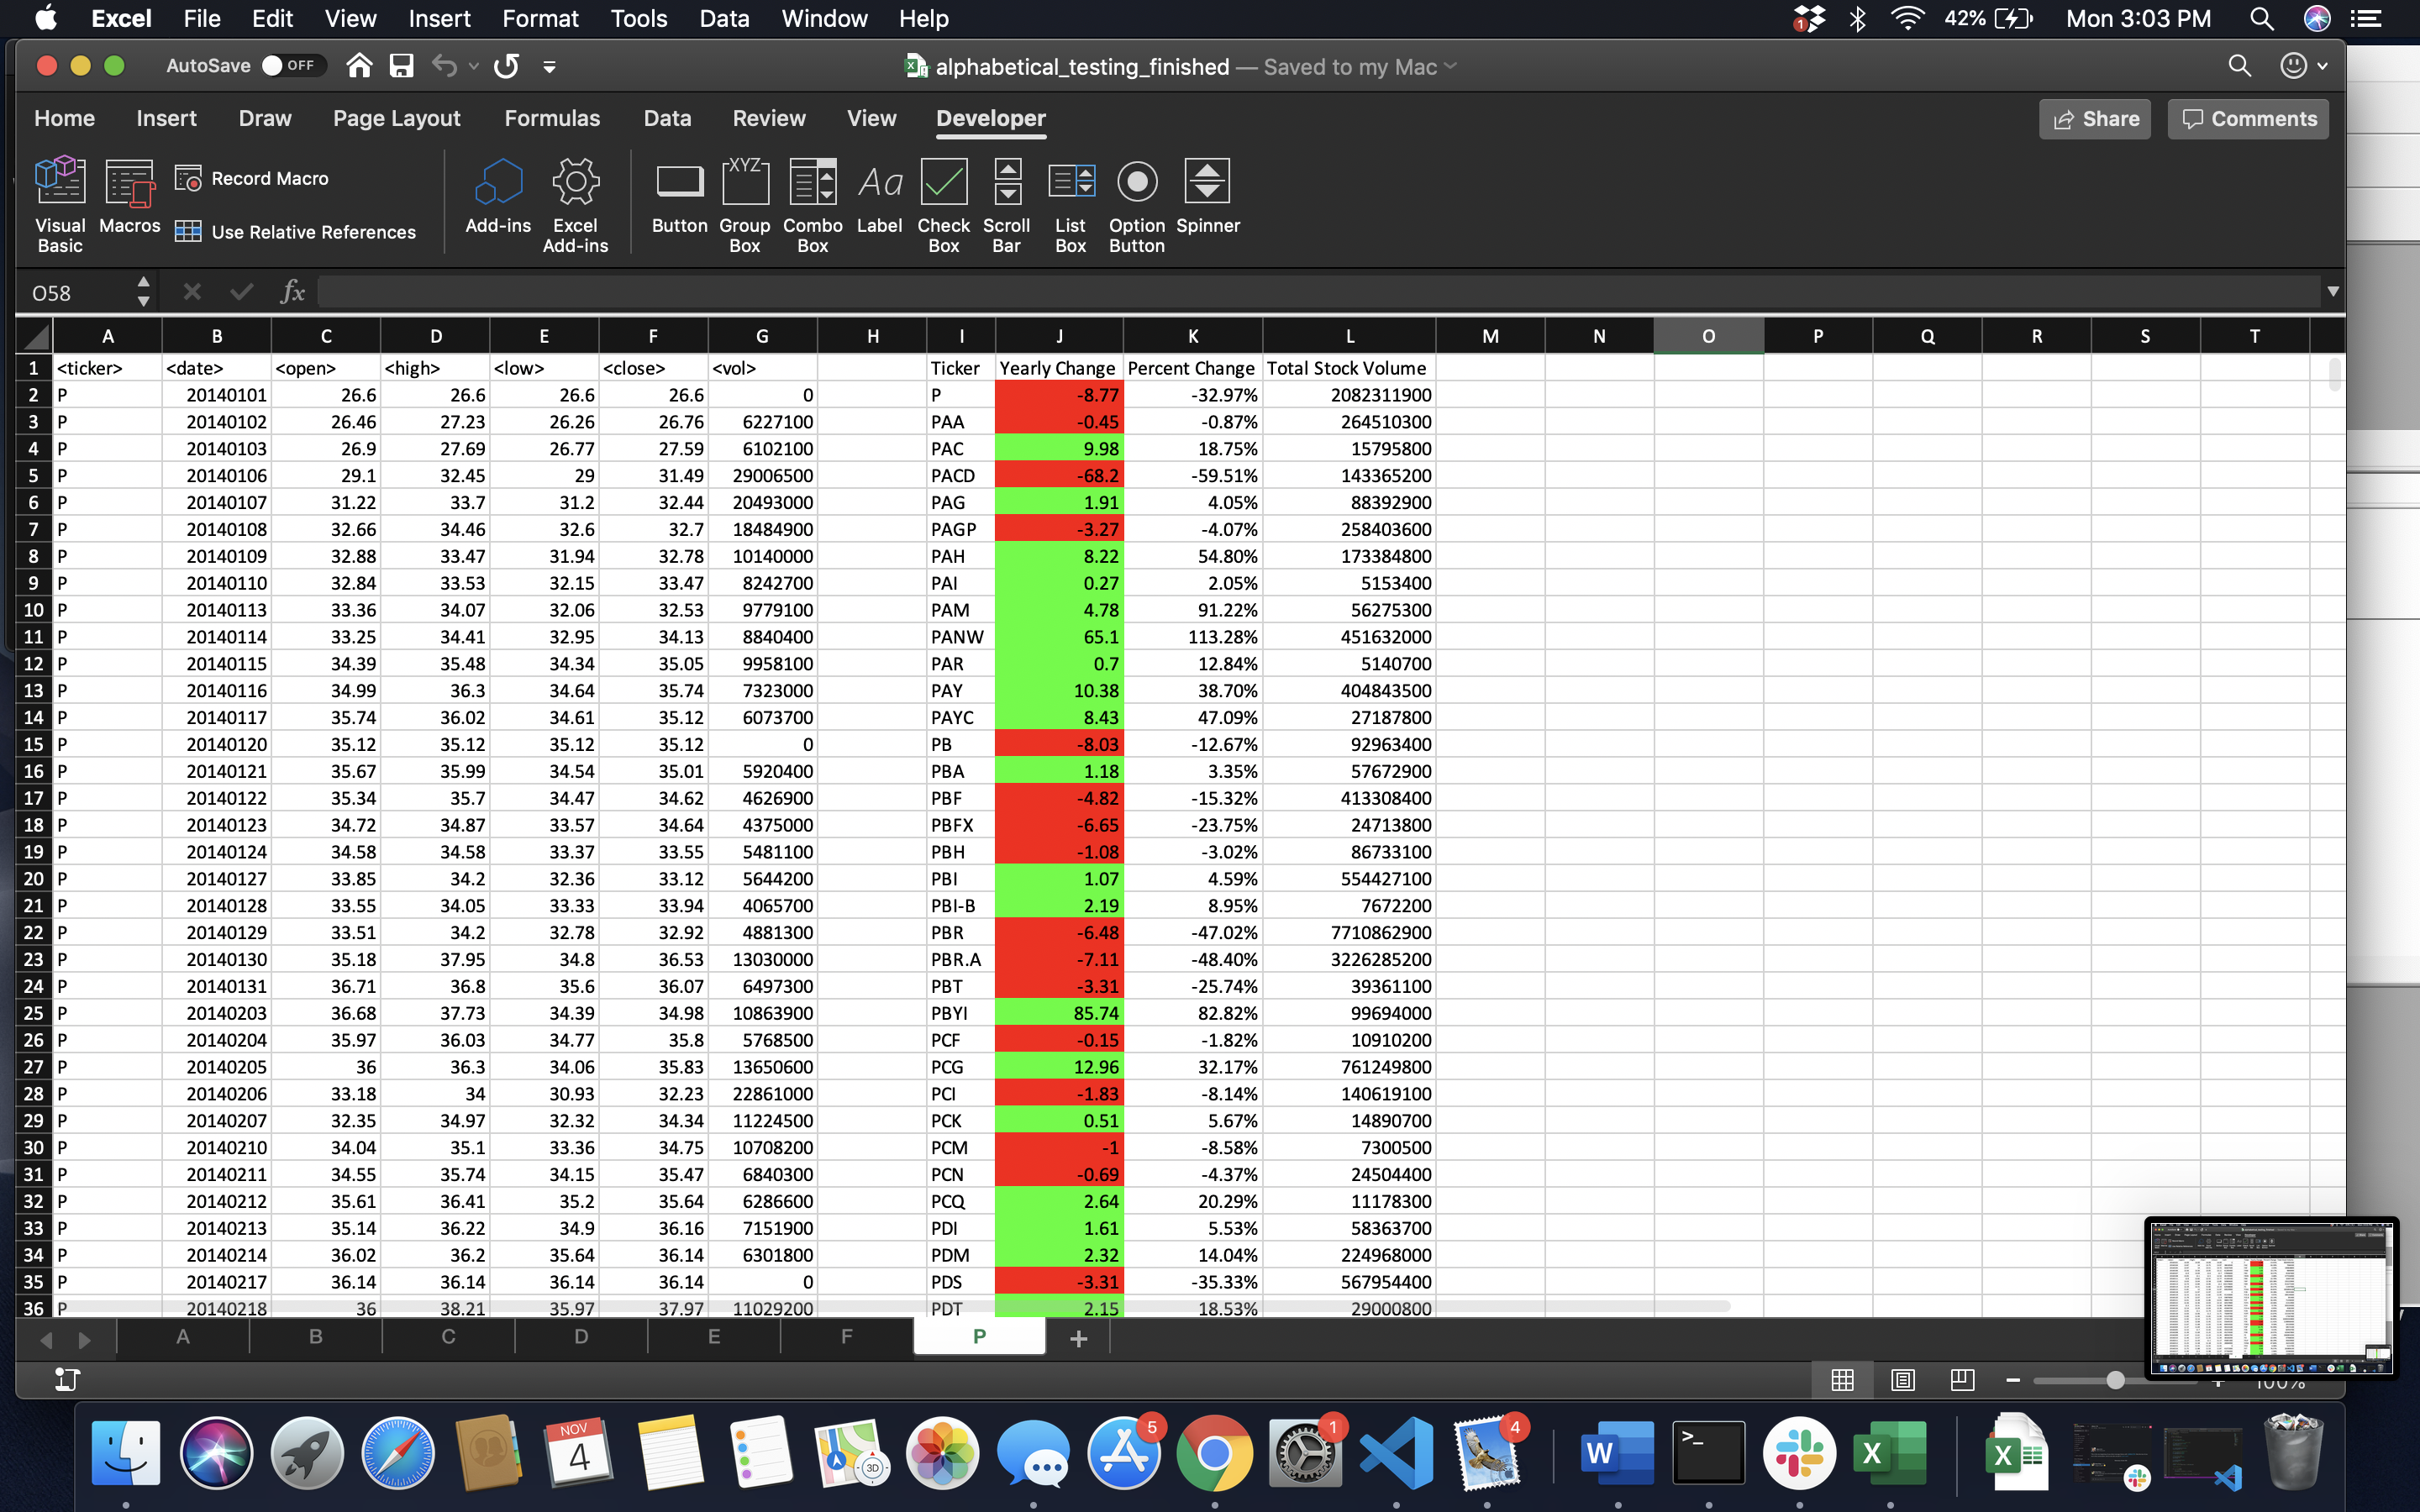 Excel File Edit View Insert Format Tools Data Window Help 1 42% Mon 3:03 PM
AutoSave OFF alphabetical_testing_finished — Saved to my Mac
Home Insert Draw Page Layout Formulas Data Review View Developer Share Comments
Visual Basic Macros Record Macro Use Relative References Add-ins Excel Add-ins Button XYZ Group Box Combo Box Aa Label Check Box Scroll Bar List Box Option Button Spinner
O58 fx
A B C D E F G H I J K L M N O P Q R S T
1 <ticker> <date> <open> <high> <low> <close> <vol> Ticker Yearly Change Percent Change Total Stock Volume
2 P 20140101 26.6 26.6 26.6 26.6 0 P -8.77 -32.97% 2082311900
3 P 20140102 26.46 27.23 26.26 26.76 6227100 PAA -0.45 -0.87% 264510300
4 P 20140103 26.9 27.69 26.77 27.59 6102100 PAC 9.98 18.75% 15795800
5 P 20140106 29.1 32.45 29 31.49 29006500 PACD -68.2 -59.51% 143365200
6 P 20140107 31.22 33.7 31.2 32.44 20493000 PAG 1.91 4.05% 88392900
7 P 20140108 32.66 34.46 32.6 32.7 18484900 PAGP -3.27 -4.07% 258403600
8 P 20140109 32.88 33.47 31.94 32.78 10140000 PAH 8.22 54.80% 173384800
9 P 20140110 32.84 33.53 32.15 33.47 8242700 PAI 0.27 2.05% 5153400
10 P 20140113 33.36 34.07 32.06 32.53 9779100 PAM 4.78 91.22% 56275300
11 P 20140114 33.25 34.41 32.95 34.13 8840400 PANW 65.1 113.28% 451632000
12 P 20140115 34.39 35.48 34.34 35.05 9958100 PAR 0.7 12.84% 5140700
13 P 20140116 34.99 36.3 34.64 35.74 7323000 PAY 10.38 38.70% 404843500
14 P 20140117 35.74 36.02 34.61 35.12 6073700 PAYC 8.43 47.09% 27187800
15 P 20140120 35.12 35.12 35.12 35.12 0 PB -8.03 -12.67% 92963400
16 P 20140121 35.67 35.99 34.54 35.01 5920400 PBA 1.18 3.35% 57672900
17 P 20140122 35.34 35.7 34.47 34.62 4626900 PBF -4.82 -15.32% 413308400
18 P 20140123 34.72 34.87 33.57 34.64 4375000 PBFX -6.65 -23.75% 24713800
19 P 20140124 34.58 34.58 33.37 33.55 5481100 PBH -1.08 -3.02% 86733100
20 P 20140127 33.85 34.2 32.36 33.12 5644200 PBI 1.07 4.59% 554427100
21 P 20140128 33.55 34.05 33.33 33.94 4065700 PBI-B 2.19 8.95% 7672200
22 P 20140129 33.51 34.2 32.78 32.92 4881300 PBR -6.48 -47.02% 7710862900
23 P 20140130 35.18 37.95 34.8 36.53 13030000 PBR.A -7.11 -48.40% 3226285200
24 P 20140131 36.71 36.8 35.6 36.07 6497300 PBT -3.31 -25.74% 39361100
25 P 20140203 36.68 37.73 34.39 34.98 10863900 PBYI 85.74 82.82% 99694000
26 P 20140204 35.97 36.03 34.77 35.8 5768500 PCF -0.15 -1.82% 10910200
27 P 20140205 36 36.3 34.06 35.83 13650600 PCG 12.96 32.17% 761249800
28 P 20140206 33.18 34 30.93 32.23 22861000 PCI -1.83 -8.14% 140619100
29 P 20140207 32.35 34.97 32.32 34.34 11224500 PCK 0.51 5.67% 14890700
30 P 20140210 34.04 35.1 33.36 34.75 10708200 PCM -1 -8.58% 7300500
31 P 20140211 34.55 35.74 34.15 35.47 6840300 PCN -0.69 -4.37% 24504400
32 P 20140212 35.61 36.41 35.2 35.64 6286600 PCQ 2.64 20.29% 11178300
33 P 20140213 35.14 36.22 34.9 36.16 7151900 PDI 1.61 5.53% 58363700
34 P 20140214 36.02 36.2 35.64 36.14 6301800 PDM 2.32 14.04% 224968000
35 P 20140217 36.14 36.14 36.14 36.14 0 PDS -3.31 -35.33% 567954400
36 P 20140218 36 38.21 35.97 37.97 11029200 PDT 2.15 18.53% 29000800
A B C D E F P +
100%
NOV 4 3D 5 1 4 W >_ X X